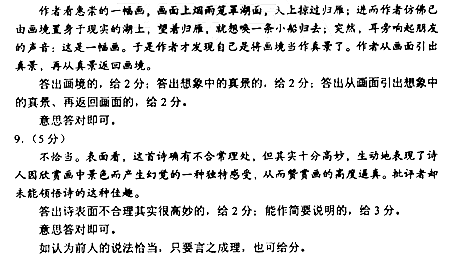 作者看惠崇的一幅画，画面上烟雨笼罩湖面，人上掠过归雁；进而作者仿佛已
由画境置身于现实的湖上，望着归雁，就想唤一条小船归去；突然，耳旁响起朋友
的声音：这是一幅画。于是作者才发现自己是将画境当作真景了。作者从画面引出
真景，再从真景返回画境。
答出画境的，给2分；答出想象中的真景的，给2分；答出从画面引出想象中
的真景、再返回画面的，给2分。
意思答对即可。
9．（5分）
不恰当。表面看，这首诗确有不合常理处，但其实十分高妙，生动地表现了诗
人因欣赏画中景色而产生幻觉的一种独特感受，从而赞赏画的高度逼真。批评者却
未能领悟诗的这种佳趣。
答出诗表面不合理其实很高妙的，给2分；能作简要说明的，给3分。
意思答对即可。
如认为前人的说法恰当，只要言之成理，也可给分。